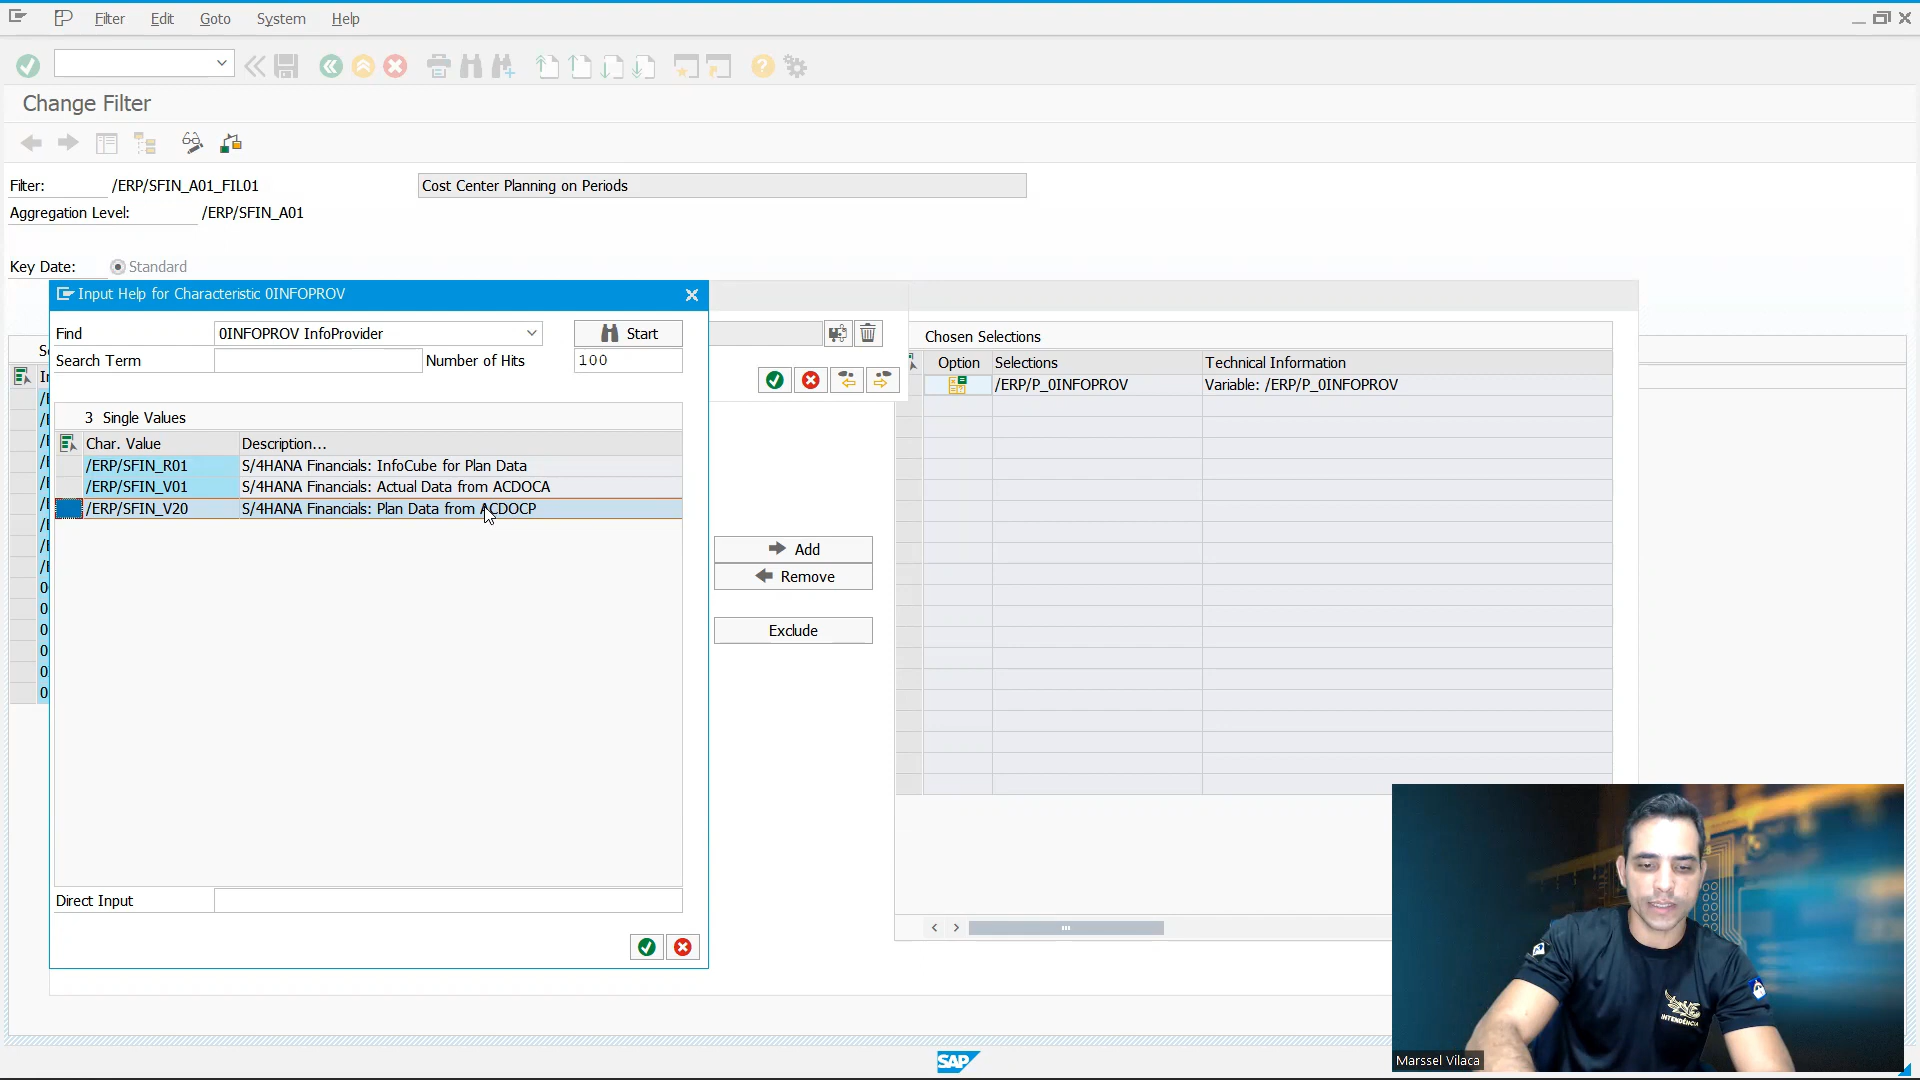 Filter Edit Goto System Help
Change Filter
Filter: /ERP/SFIN_A01_FIL01 Cost Center Planning on Periods
Aggregation Level: /ERP/SFIN_A01
Key Date: Standard
Input Help for Characteristic 0INFOPROV
Find 0INFOPROV InfoProvider Start
Search Term Number of Hits 100
3 Single Values
Char. Value Description...
/ERP/SFIN_R01 S/4HANA Financials: InfoCube for Plan Data
/ERP/SFIN_V01 S/4HANA Financials: Actual Data from ACDOCA
/ERP/SFIN_V20 S/4HANA Financials: Plan Data from ACDOCP
Direct Input
Add
Remove
Exclude
Chosen Selections
Option Selections Technical Information
/ERP/P_0INFOPROV Variable: /ERP/P_0INFOPROV
INTENDÊNCIA
Marssel Vilaca
SAP